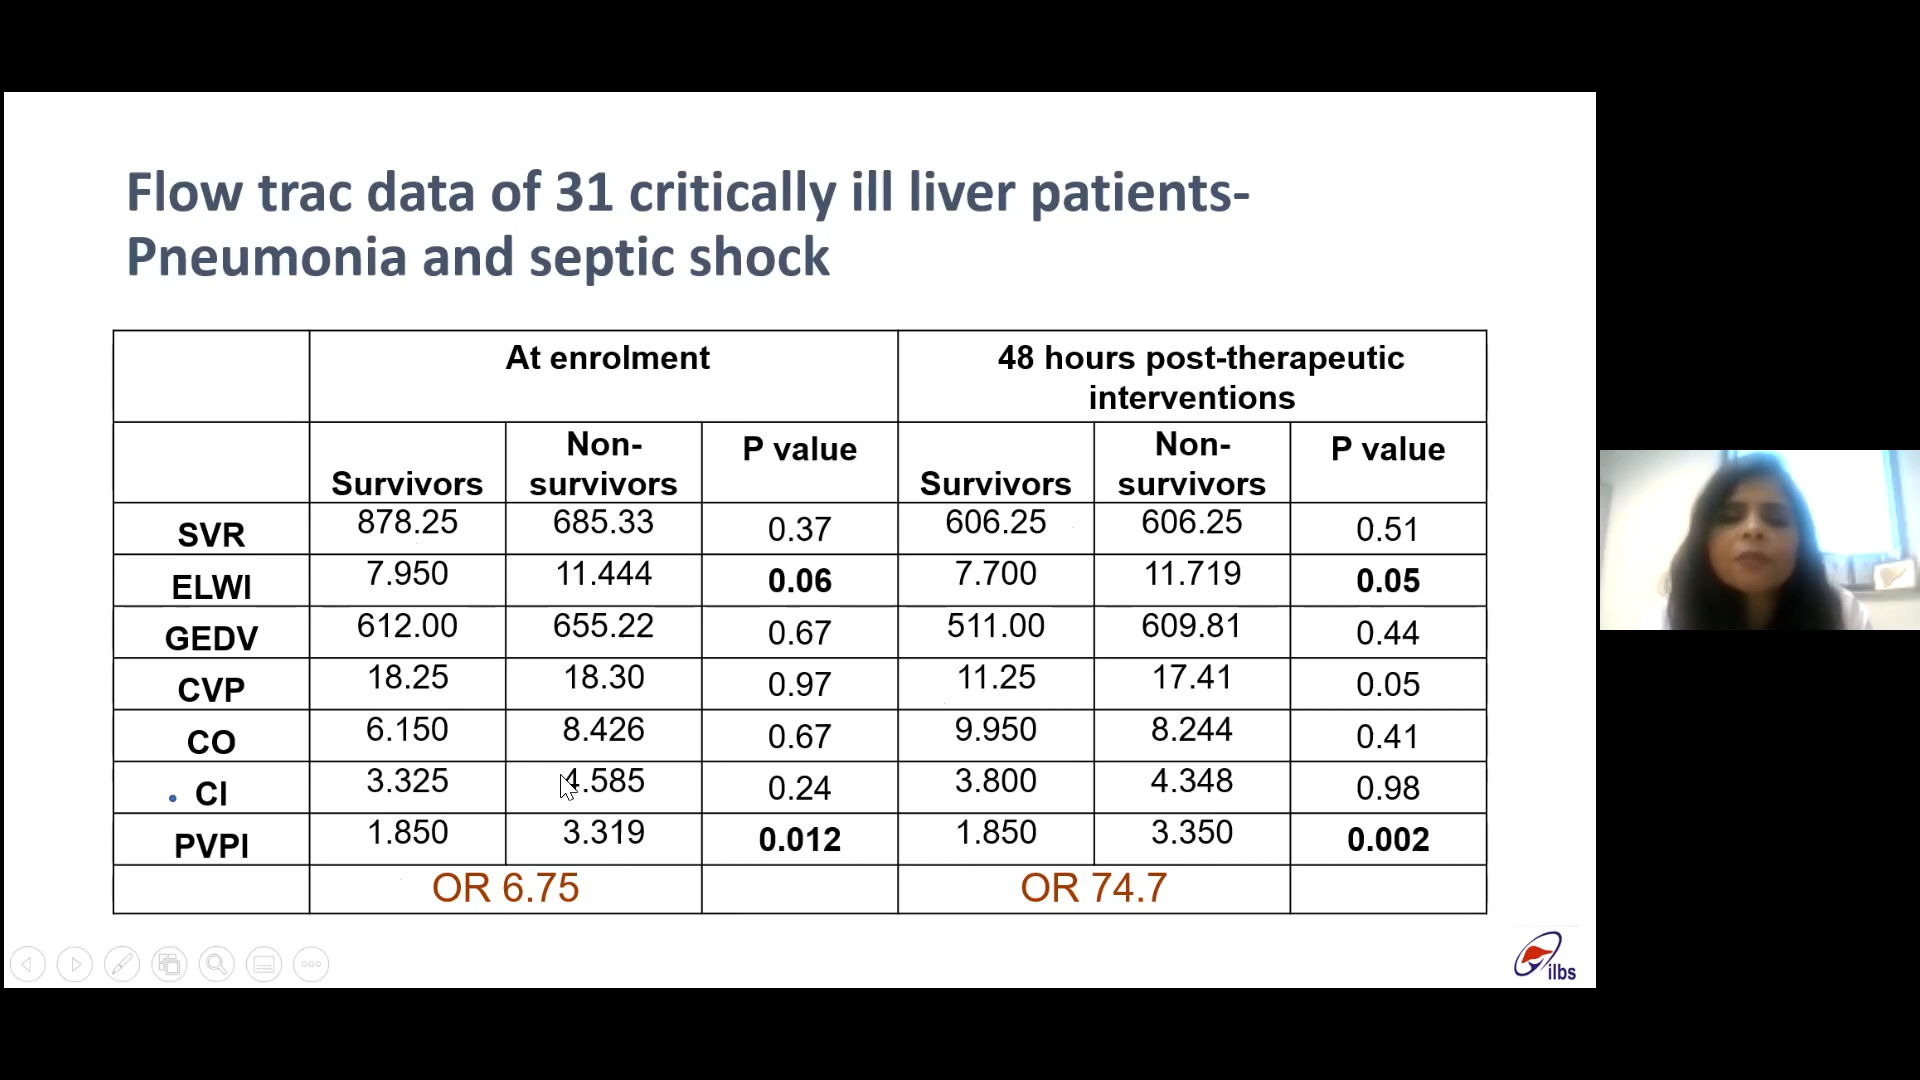 Flow trac data of 31 critically ill liver patients-
Pneumonia and septic shock
At enrolment
48 hours post-therapeutic
interventions
Survivors Non-survivors P value Survivors Non-survivors P value
SVR 878.25 685.33 0.37 606.25 606.25 0.51
ELWI 7.950 11.444 0.06 7.700 11.719 0.05
GEDV 612.00 655.22 0.67 511.00 609.81 0.44
CVP 18.25 18.30 0.97 11.25 17.41 0.05
CO 6.150 8.426 0.67 9.950 8.244 0.41
• CI 3.325 4.585 0.24 3.800 4.348 0.98
PVPI 1.850 3.319 0.012 1.850 3.350 0.002
OR 6.75 OR 74.7
ilbs